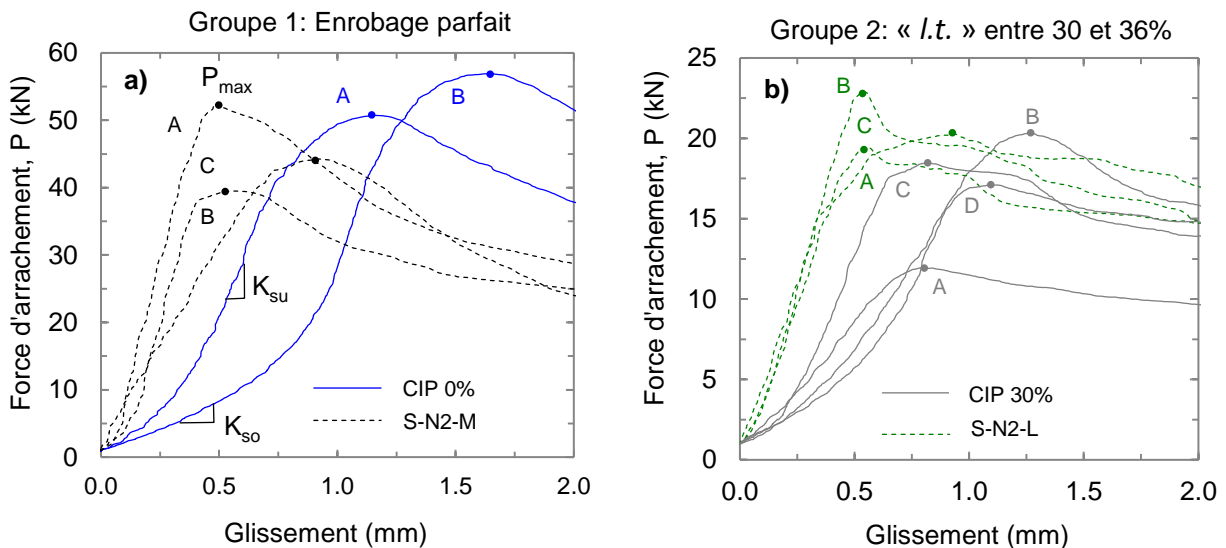 Groupe 1: Enrobage parfait
Force d'arrachement, P (kN)
60
50
40
30
20
10
0
a)
P_max
A
C
B
A
B
K_su
K_so
CIP 0%
S-N2-M
0.0
0.5
1.0
1.5
2.0
Glissement (mm)
Groupe 2: « l.t. » entre 30 et 36%
Force d'arrachement, P (kN)
25
20
15
10
5
0
b)
B
C
A
B
C
D
A
CIP 30%
S-N2-L
0.0
0.5
1.0
1.5
2.0
Glissement (mm)